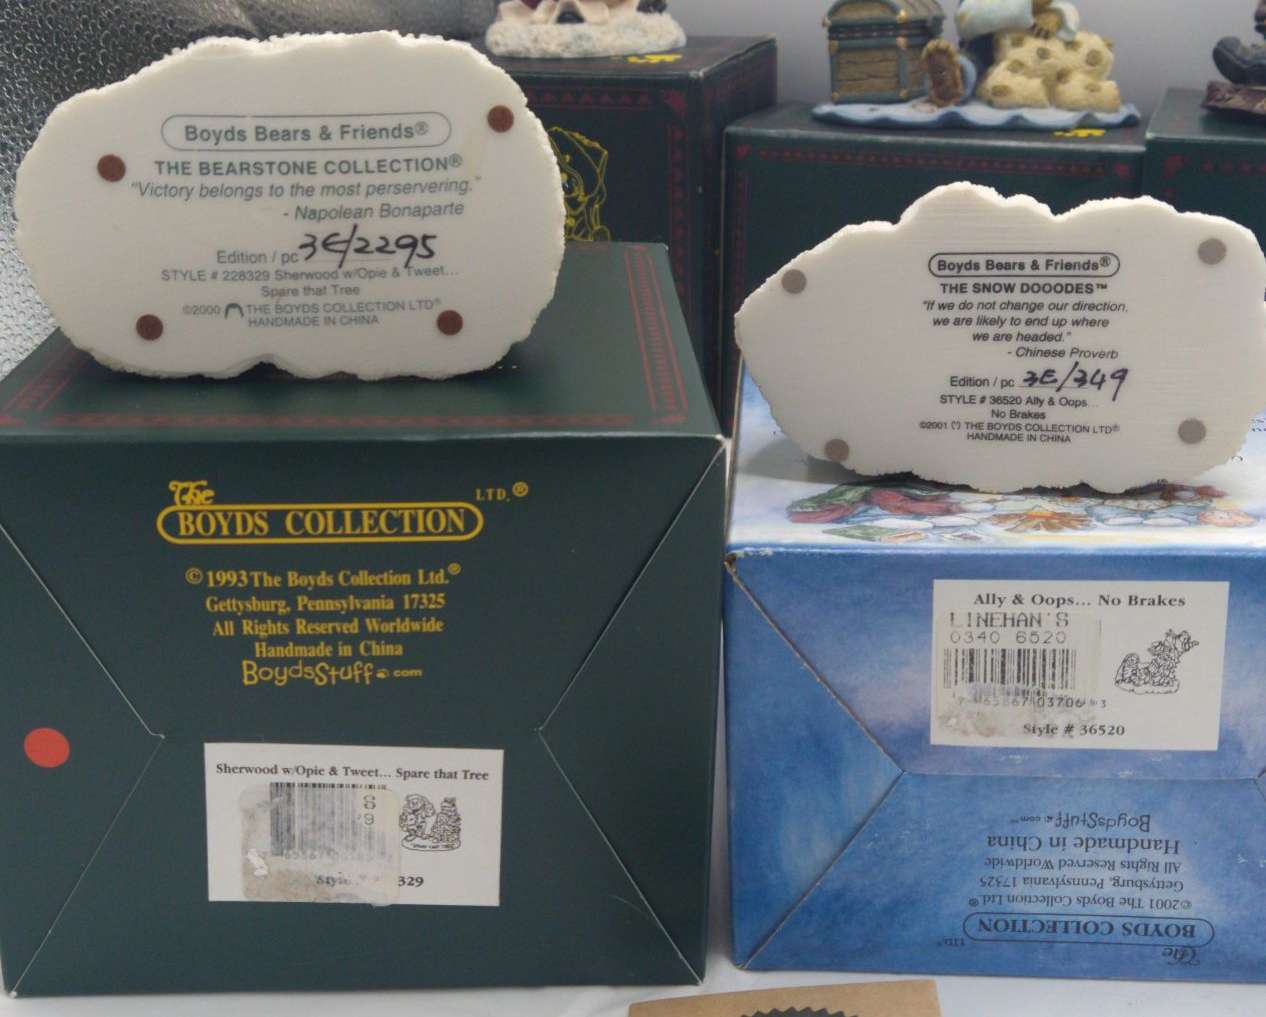 Boyds Bears & Friends®
THE BEARSTONE COLLECTION®
"Victory belongs to the most perservering."
- Napolean Bonaparte
Edition / pc 3E/2295
STYLE # 228329 Sherwood w/Opie & Tweet...
Spare that Tree
©2000 THE BOYDS COLLECTION LTD®
HANDMADE IN CHINA
The
BOYDS COLLECTION LTD.®
©1993 The Boyds Collection Ltd.®
Gettysburg, Pennsylvania 17325
All Rights Reserved Worldwide
Handmade in China
BoydsStuff.com
Sherwood w/Opie & Tweet... Spare that Tree
S
9
329
Boyds Bears & Friends®
THE SNOW DOOODES™
"If we do not change our direction,
we are likely to end up where
we are headed."
- Chinese Proverb
Edition / pc 3E/349
STYLE # 36520 Ally & Oops...
No Brakes
©2001 THE BOYDS COLLECTION LTD®
HANDMADE IN CHINA
Ally & Oops... No Brakes
LINEHAN'S
0340 6520
Style # 36520
The
BOYDS COLLECTION LTD
©2001 The Boyds Collection Ltd.®
Gettysburg, Pennsylvania 17325
All Rights Reserved Worldwide
Handmade in China
BoydsStuff.com™